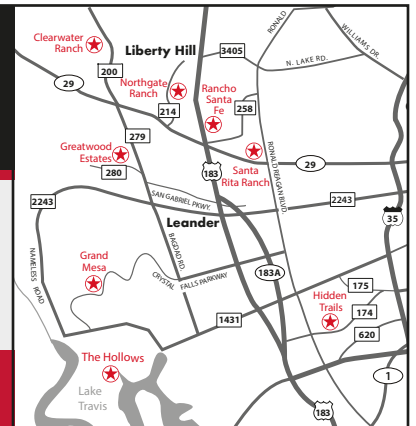 RONALD
WILLIAMS DR.
Clearwater
Ranch
Liberty Hill
3405
N. LAKE RD.
200
29
Northgate
Ranch
Rancho
Santa
Fe
258
214
279
Greatwood
Estates
280
183
Santa
Rita Ranch
29
RONALD REAGAN BLVD.
2243
SAN GABRIEL PKWY.
2243
35
Leander
NAMELESS ROAD
BAGDAD RD.
Grand
Mesa
CRYSTAL FALLS PARKWAY
183A
175
Hidden
Trails
174
1431
620
The Hollows
Lake
Travis
1
183